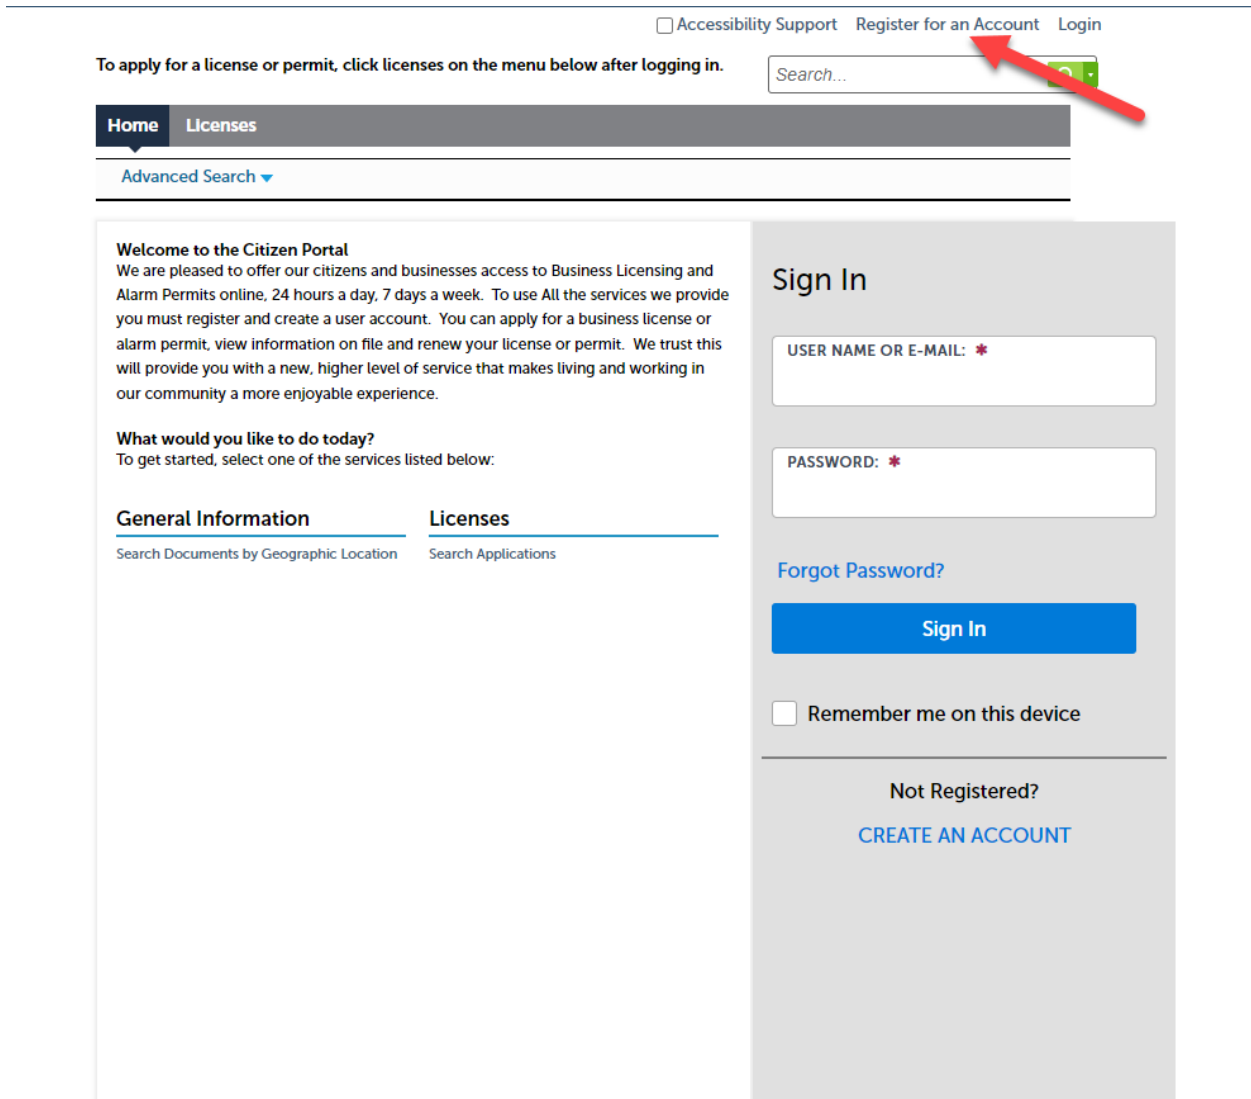 Accessibility Support Register for an Account Login
To apply for a license or permit, click licenses on the menu below after logging in.
Search...
Home Licenses
Advanced Search
Welcome to the Citizen Portal
We are pleased to offer our citizens and businesses access to Business Licensing and
Alarm Permits online, 24 hours a day, 7 days a week. To use All the services we provide
you must register and create a user account. You can apply for a business license or
alarm permit, view information on file and renew your license or permit. We trust this
will provide you with a new, higher level of service that makes living and working in
our community a more enjoyable experience.
What would you like to do today?
To get started, select one of the services listed below:
General Information
Search Documents by Geographic Location
Licenses
Search Applications
Sign In
USER NAME OR E-MAIL: *
PASSWORD: *
Forgot Password?
Sign In
Remember me on this device
Not Registered?
CREATE AN ACCOUNT